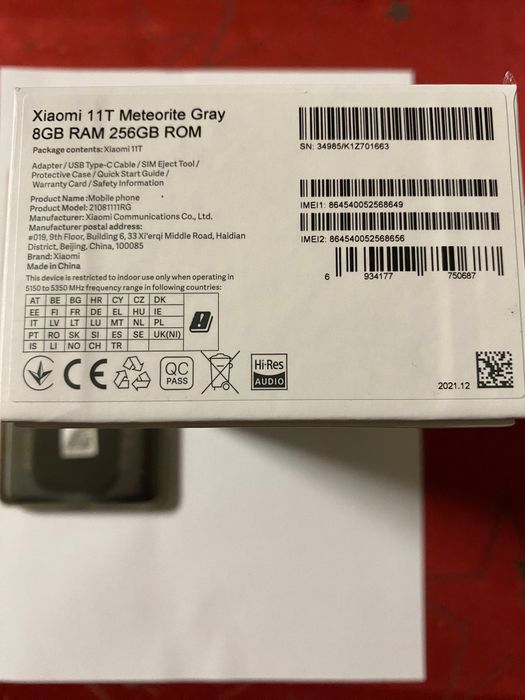 Xiaomi 11T Meteorite Gray
8GB RAM 256GB ROM
Package contents: Xiaomi 11T
Adapter / USB Type-C Cable / SIM Eject Tool /
Protective Case / Quick Start Guide /
Warranty Card / Safety Information
Product Name:Mobile phone
Product Model: 21081111RG
Manufacturer: Xiaomi Communications Co., Ltd.
Manufacturer postal address:
#019, 9th Floor, Building 6, 33 Xi'erqi Middle Road, Haidian
District, Beijing, China, 100085
Brand: Xiaomi
Made in China
This device is restricted to indoor use only when operating in
5150 to 5350 MHz frequency range in following countries:
AT BE BG HR CY CZ DK
EE FI FR DE EL HU IE
IT LV LT LU MT NL PL
PT RO SK SI ES SE UK(NI)
IS LI NO CH TR
CE
QC
PASS
Hi-Res
AUDIO
SN: 34985/K1Z701663
IMEI1: 864540052568649
IMEI2: 864540052568656
6 934177 750687
2021.12